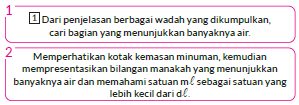 1
1 Dari penjelasan berbagai wadah yang dikumpulkan,
cari bagian yang menunjukkan banyaknya air.
2
Memperhatikan kotak kemasan minuman, kemudian
mempresentasikan bilangan manakah yang menunjukkan
banyaknya air dan memahami satuan mℓ sebagai satuan yang
lebih kecil dari dℓ.